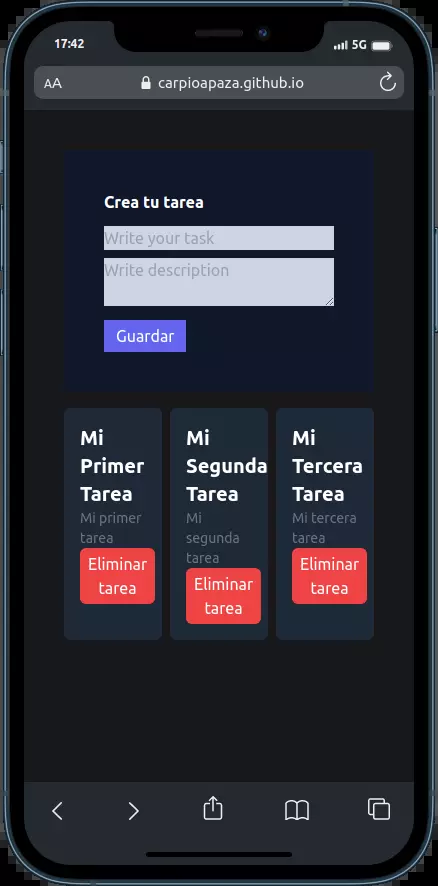 17:42
5G
AA
carpioapaza.github.io
Crea tu tarea
Write your task
Write description
Guardar
Mi
Primer
Tarea
Mi primer
tarea
Eliminar
tarea
Mi
Segunda
Tarea
Mi
segunda
tarea
Eliminar
tarea
Mi
Tercera
Tarea
Mi tercera
tarea
Eliminar
tarea